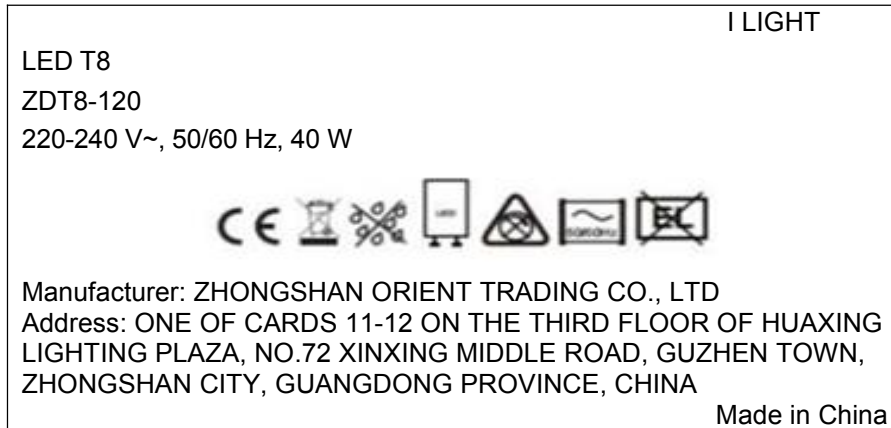 I LIGHT
LED T8
ZDT8-120
220-240 V~, 50/60 Hz, 40 W
CE
Manufacturer: ZHONGSHAN ORIENT TRADING CO., LTD
Address: ONE OF CARDS 11-12 ON THE THIRD FLOOR OF HUAXING
LIGHTING PLAZA, NO.72 XINXING MIDDLE ROAD, GUZHEN TOWN,
ZHONGSHAN CITY, GUANGDONG PROVINCE, CHINA
Made in China